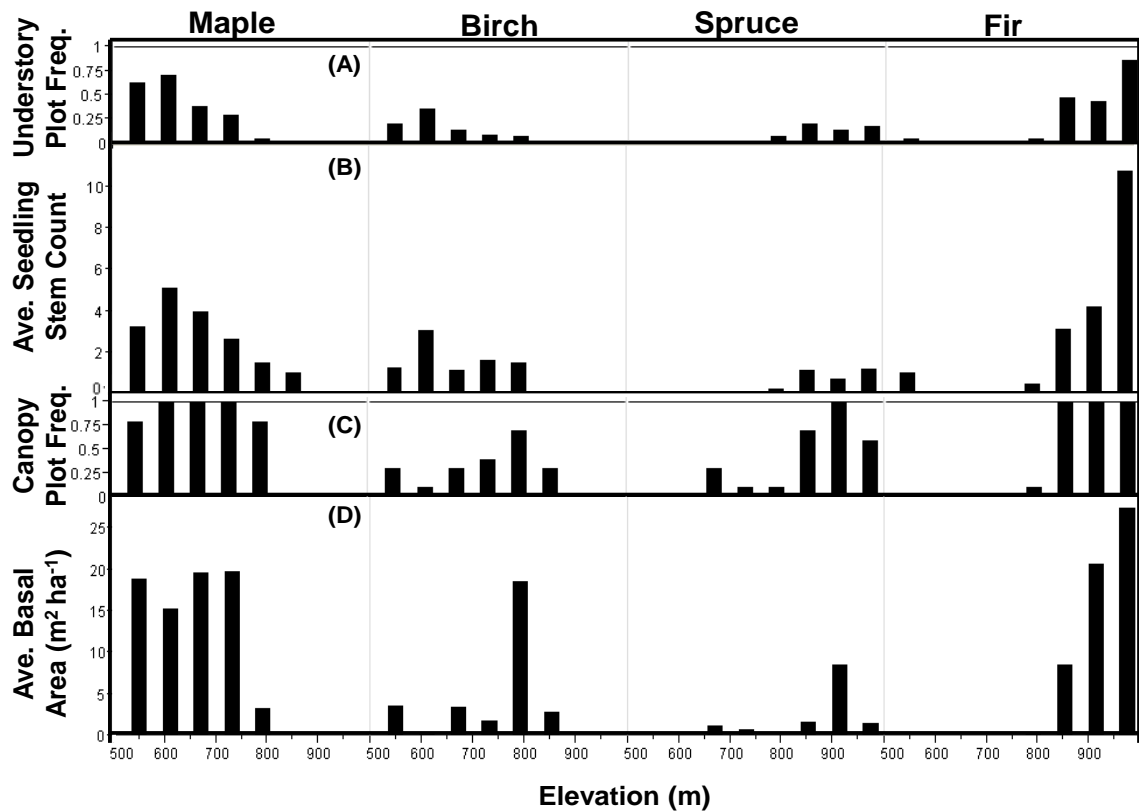 Maple Birch Spruce Fir
Understory
Plot Freq.
1
0.75
0.5
0.25
0
(A)
Ave. Seedling
Stem Count
10
8
6
4
2
0
(B)
Canopy
Plot Freq.
1
0.75
0.5
0.25
0
(C)
Ave. Basal
Area (m² ha⁻¹)
25
20
15
10
5
0
(D)
500 600 700 800 900 500 600 700 800 900 500 600 700 800 900 500 600 700 800 900
Elevation (m)